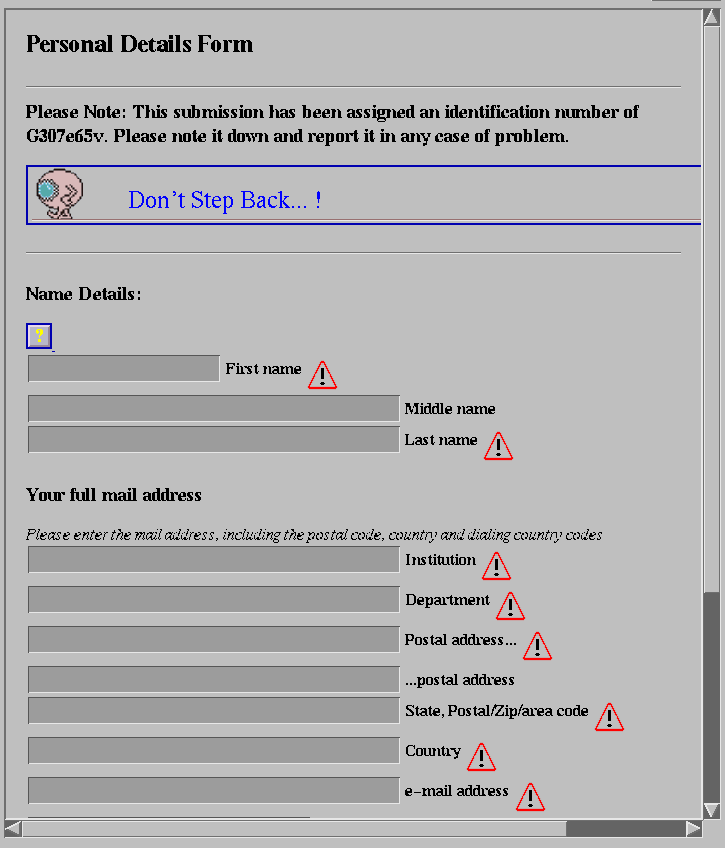 Personal Details Form
Please Note: This submission has been assigned an identification number of
G307e65v. Please note it down and report it in any case of problem.
Don't Step Back... !
Name Details:
?
First name !
Middle name
Last name !
Your full mail address
Please enter the mail address, including the postal code, country and dialing country codes
Institution !
Department !
Postal address... !
...postal address
State, Postal/Zip/area code !
Country !
e-mail address !